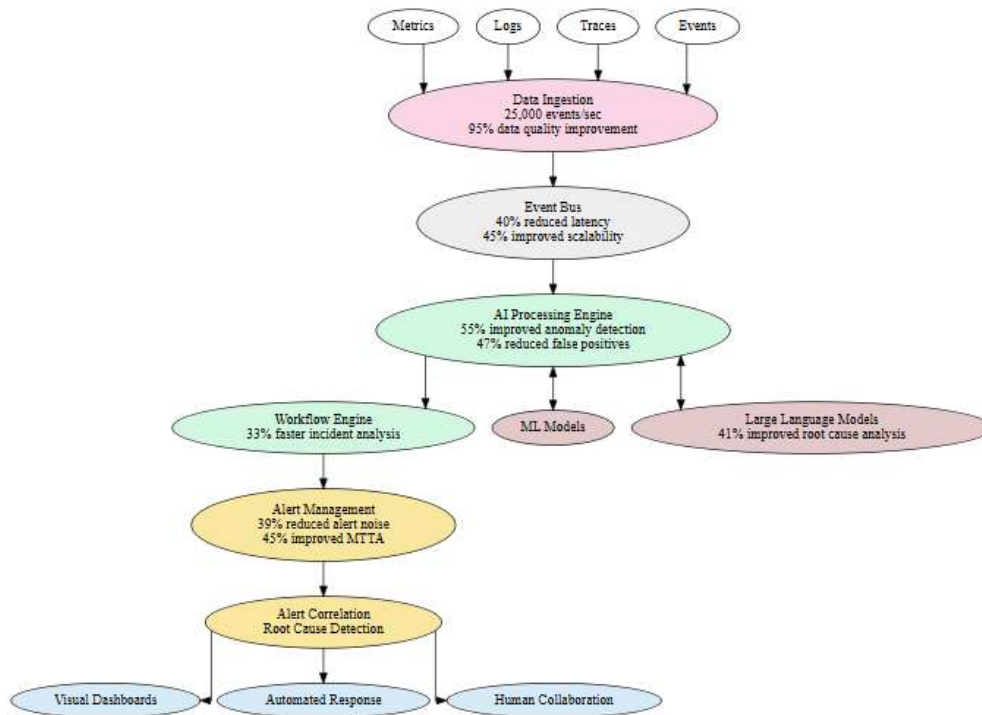 Metrics
Logs
Traces
Events
Data Ingestion
25,000 events/sec
95% data quality improvement
Event Bus
40% reduced latency
45% improved scalability
AI Processing Engine
55% improved anomaly detection
47% reduced false positives
Workflow Engine
33% faster incident analysis
ML Models
Large Language Models
41% improved root cause analysis
Alert Management
39% reduced alert noise
45% improved MTTA
Alert Correlation
Root Cause Detection
Visual Dashboards
Automated Response
Human Collaboration